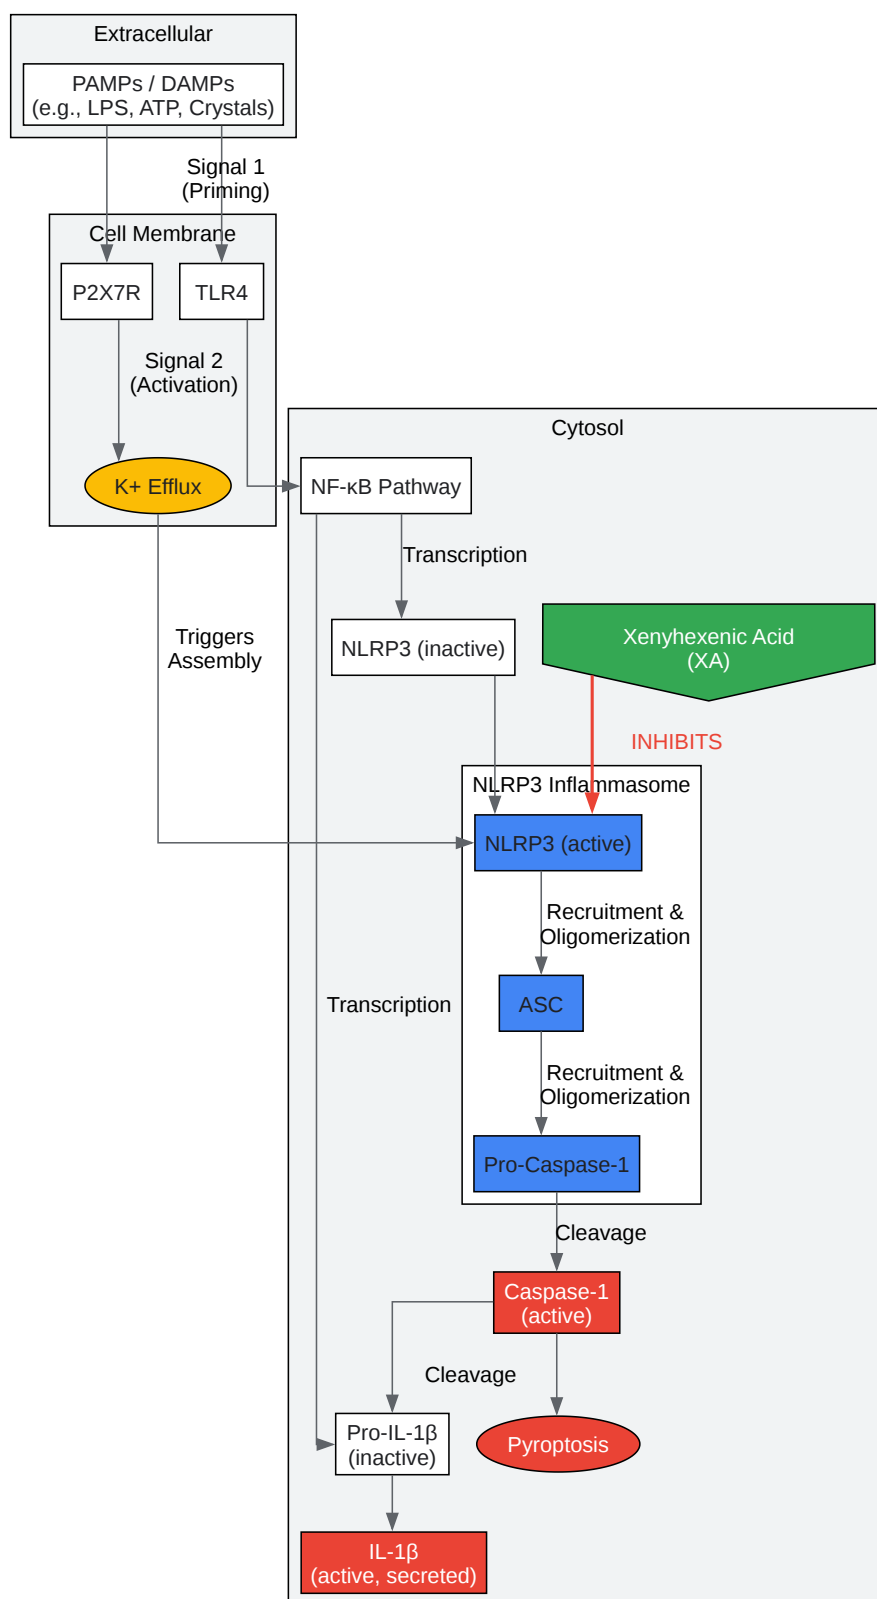 Extracellular
PAMPs / DAMPs
(e.g., LPS, ATP, Crystals)
Signal 1
(Priming)
Cell Membrane
P2X7R
TLR4
Signal 2
(Activation)
Cytosol
K+ Efflux
NF-κB Pathway
Transcription
Triggers
Assembly
NLRP3 (inactive)
Xenyhexenic Acid
(XA)
INHIBITS
NLRP3 Inflammasome
NLRP3 (active)
Recruitment &
Oligomerization
Transcription
ASC
Recruitment &
Oligomerization
Pro-Caspase-1
Cleavage
Caspase-1
(active)
Cleavage
Pro-IL-1β
(inactive)
Pyroptosis
IL-1β
(active, secreted)